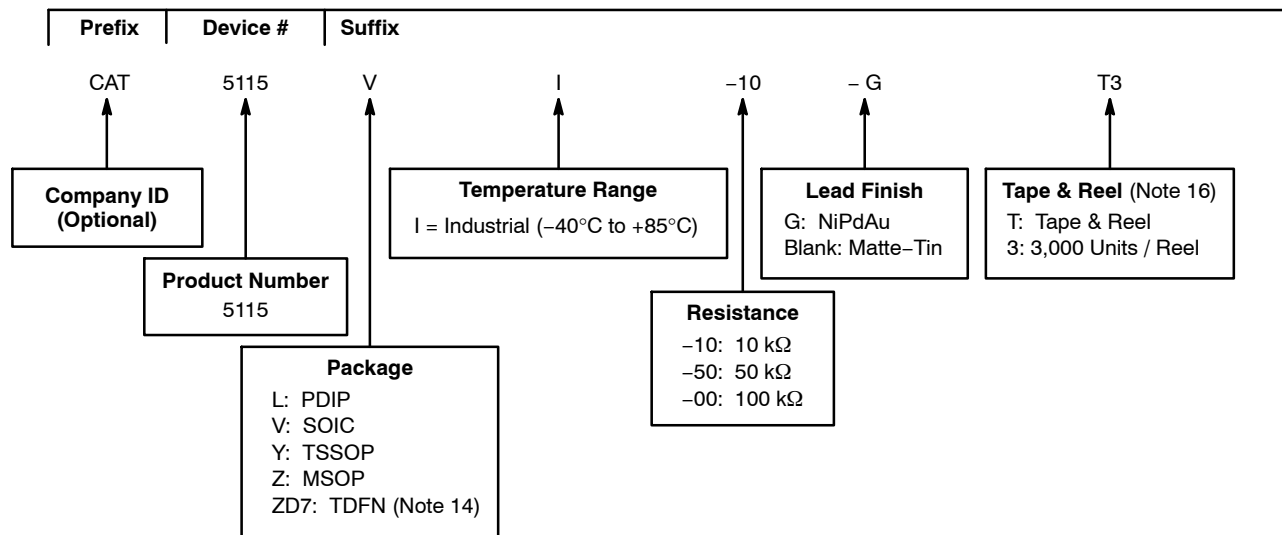 Prefix Device # Suffix
CAT 5115 V I −10 − G T3
Company ID
(Optional)
Product Number
5115
Package
L: PDIP
V: SOIC
Y: TSSOP
Z: MSOP
ZD7: TDFN (Note 14)
Temperature Range
I = Industrial (−40°C to +85°C)
Resistance
−10: 10 kΩ
−50: 50 kΩ
−00: 100 kΩ
Lead Finish
G: NiPdAu
Blank: Matte−Tin
Tape & Reel (Note 16)
T: Tape & Reel
3: 3,000 Units / Reel